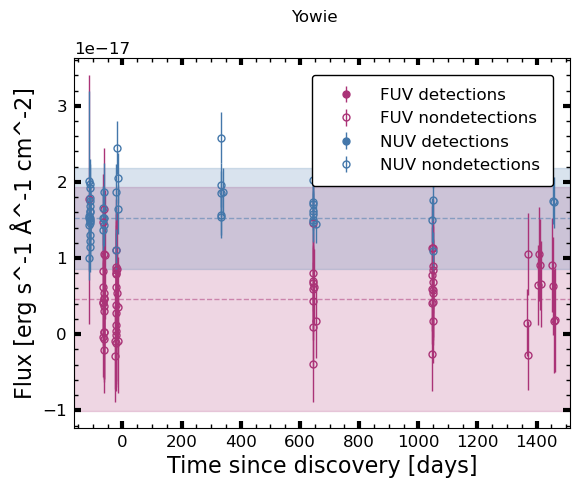 Yowie
1e−17
FUV detections
FUV nondetections
NUV detections
NUV nondetections
3
2
1
0
−1
Flux [erg s^-1 Å^-1 cm^-2]
0 200 400 600 800 1000 1200 1400
Time since discovery [days]